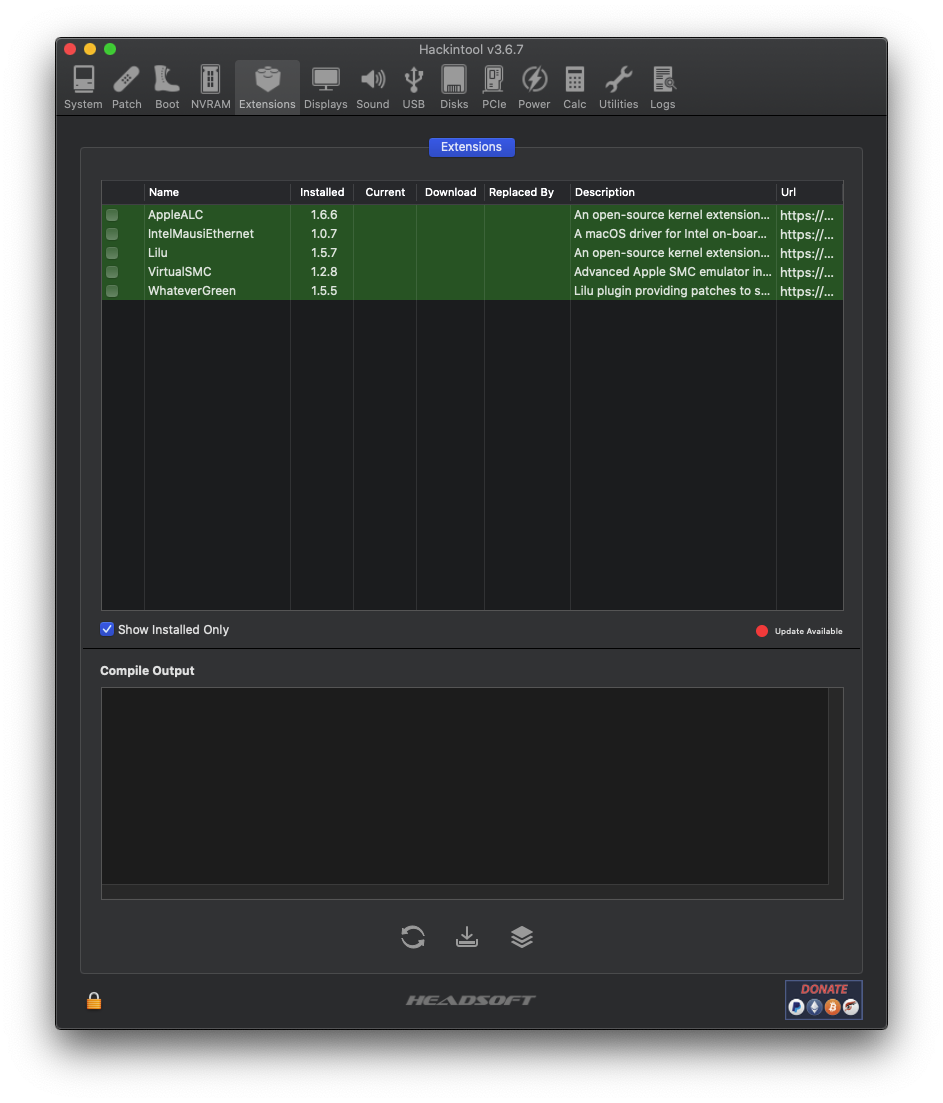 Hackintool v3.6.7
System Patch Boot NVRAM Extensions Displays Sound USB Disks PCIe Power Calc Utilities Logs
Extensions
Name Installed Current Download Replaced By Description Url
AppleALC 1.6.6 An open-source kernel extension... https://...
IntelMausiEthernet 1.0.7 A macOS driver for Intel on-boar... https://...
Lilu 1.5.7 An open-source kernel extension... https://...
VirtualSMC 1.2.8 Advanced Apple SMC emulator in... https://...
WhateverGreen 1.5.5 Lilu plugin providing patches to s... https://...
Show Installed Only Update Available
Compile Output
HEADSOFT
DONATE